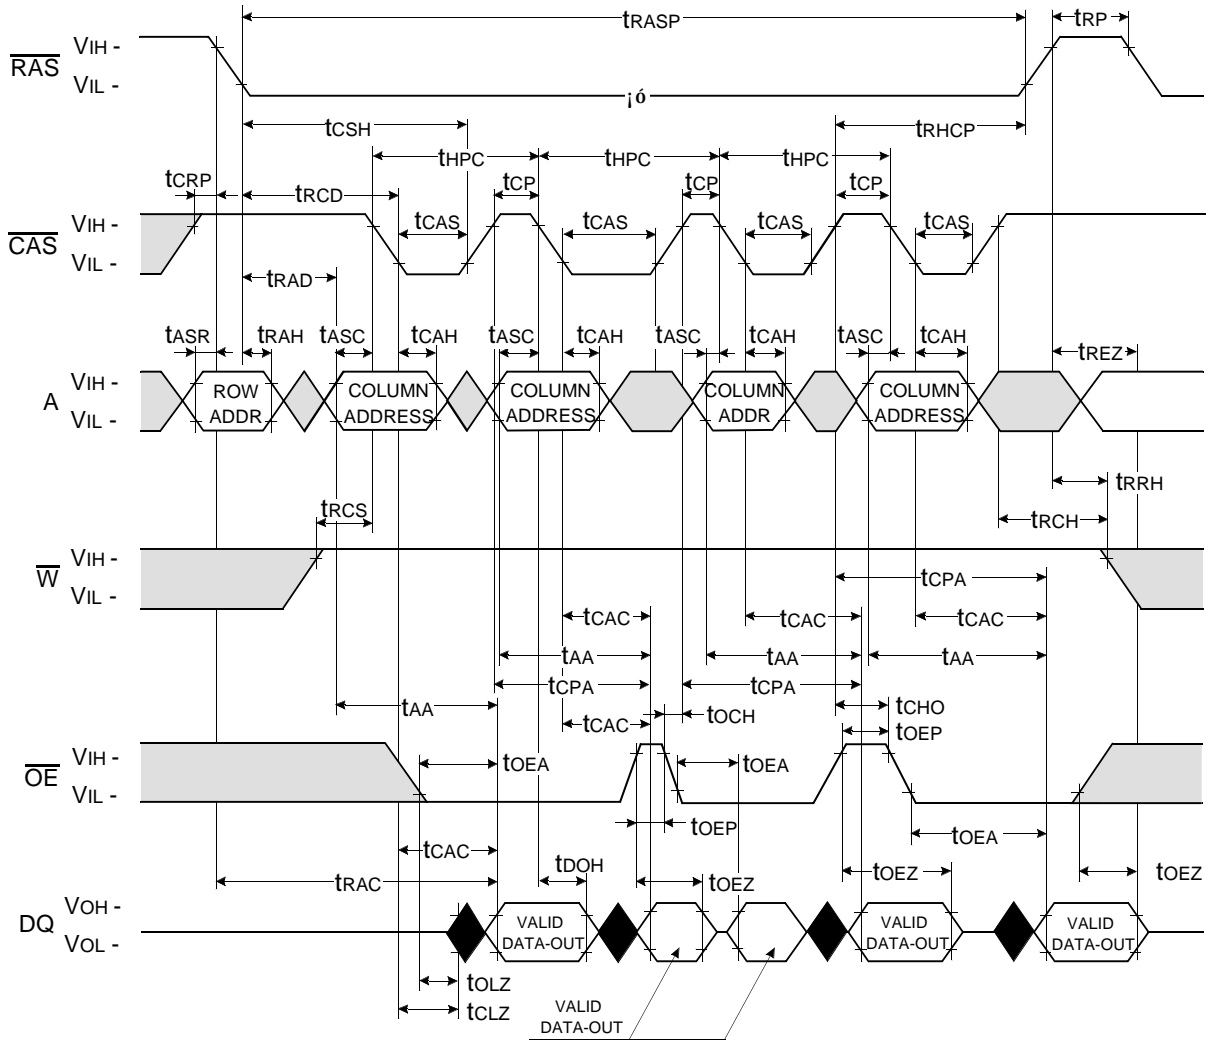 tRASP
tRP
RAS
VIH -
VIL -
¡ó
tCSH
tRHCP
tHPC
tHPC
tHPC
tCRP
tRCD
tCP
tCP
tCP
CAS
VIH -
VIL -
tCAS
tCAS
tCAS
tCAS
tRAD
tASR
tRAH
tASC
tCAH
tASC
tCAH
tASC
tCAH
tASC
tCAH
tREZ
A
VIH -
VIL -
ROW
ADDR
COLUMN
ADDRESS
COLUMN
ADDRESS
COLUMN
ADDR
COLUMN
ADDRESS
tRRH
tRCS
tRCH
W
VIH -
VIL -
tCPA
tCAC
tCAC
tCAC
tAA
tAA
tAA
tCPA
tCPA
tAA
tCAC
tOCH
tCHO
tOEP
OE
VIH -
VIL -
tOEA
tOEA
tOEP
tOEA
tCAC
tDOH
tRAC
tOEZ
tOEZ
tOEZ
DQ
VOH -
VOL -
VALID
DATA-OUT
VALID
DATA-OUT
VALID
DATA-OUT
tOLZ
tCLZ
VALID
DATA-OUT